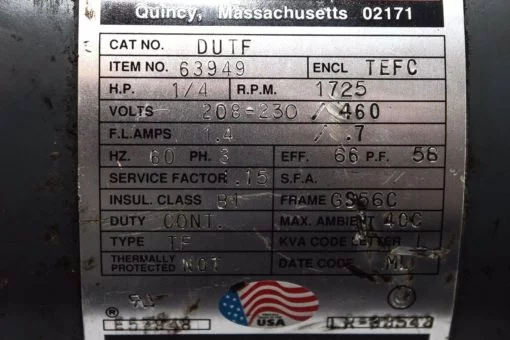 Quincy, Massachusetts 02171
CAT NO. DUTF
ITEM NO. 63949 ENCL TEFC
H.P. 1/4 R.P.M. 1725
VOLTS 208-230 / 460
F.L.AMPS 1.4 / .7
HZ. 60 PH. 3 EFF. 66 P.F. 56
SERVICE FACTOR .15 S.F.A.
INSUL. CLASS FRAME GS56C
DUTY CONT. MAX. AMBIENT 40C
TYPE TF KVA CODE LETTER
THERMALLY PROTECTED NOT DATE CODE
USA